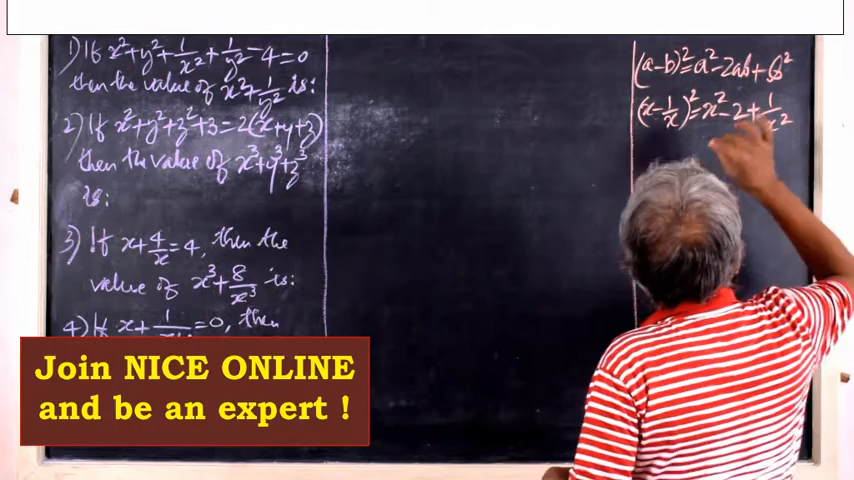 1) If x²+y²+1/x²+1/y²-4=0
then the value of x²+1/y² is:
2) If x²+y²+z²+3=2(x+y+z)
then the value of x³+y³+z³
is:
3) If x+4/x=4, then the
value of x³+8/x³ is:
4) If x+1/
=0, then
(a-b)²=a²-2ab+b²
(x-1/x)²=x²-2+1/x²
Join NICE ONLINE
and be an expert !